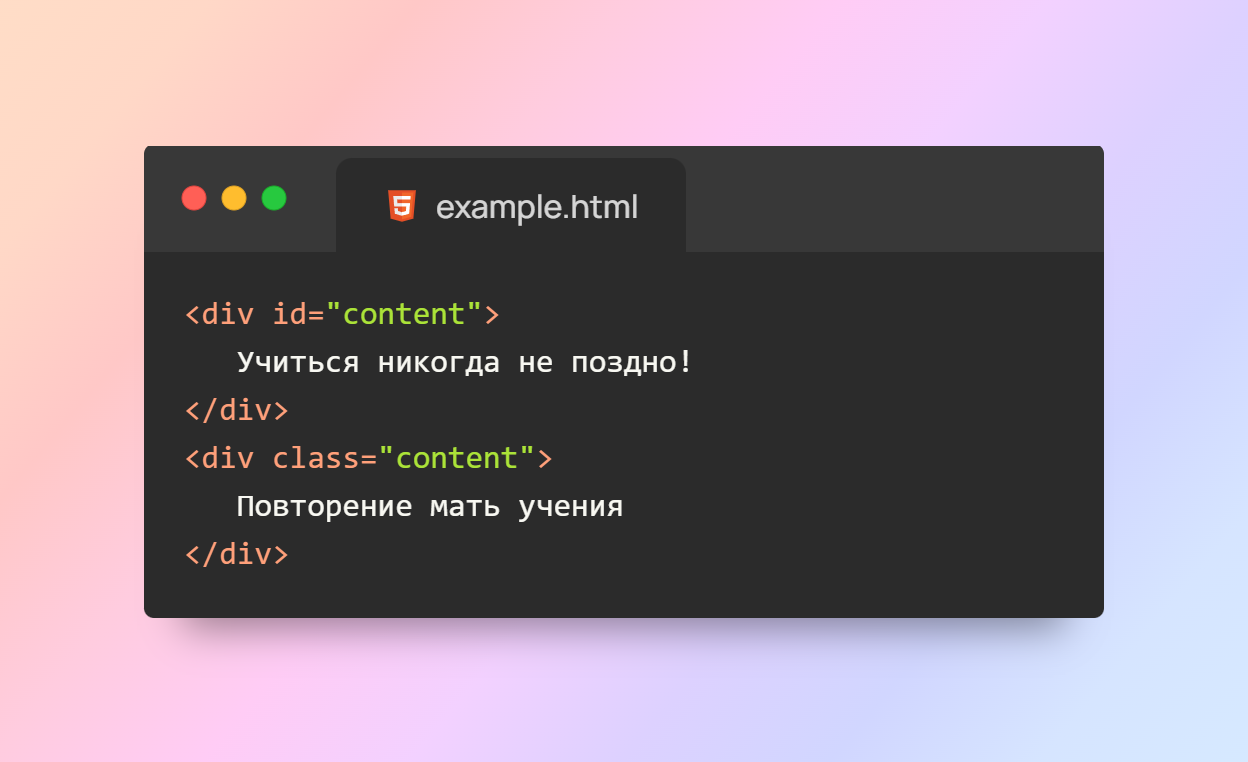 example.html
<div id="content">
Учиться никогда не поздно!
</div>
<div class="content">
Повторение мать учения
</div>